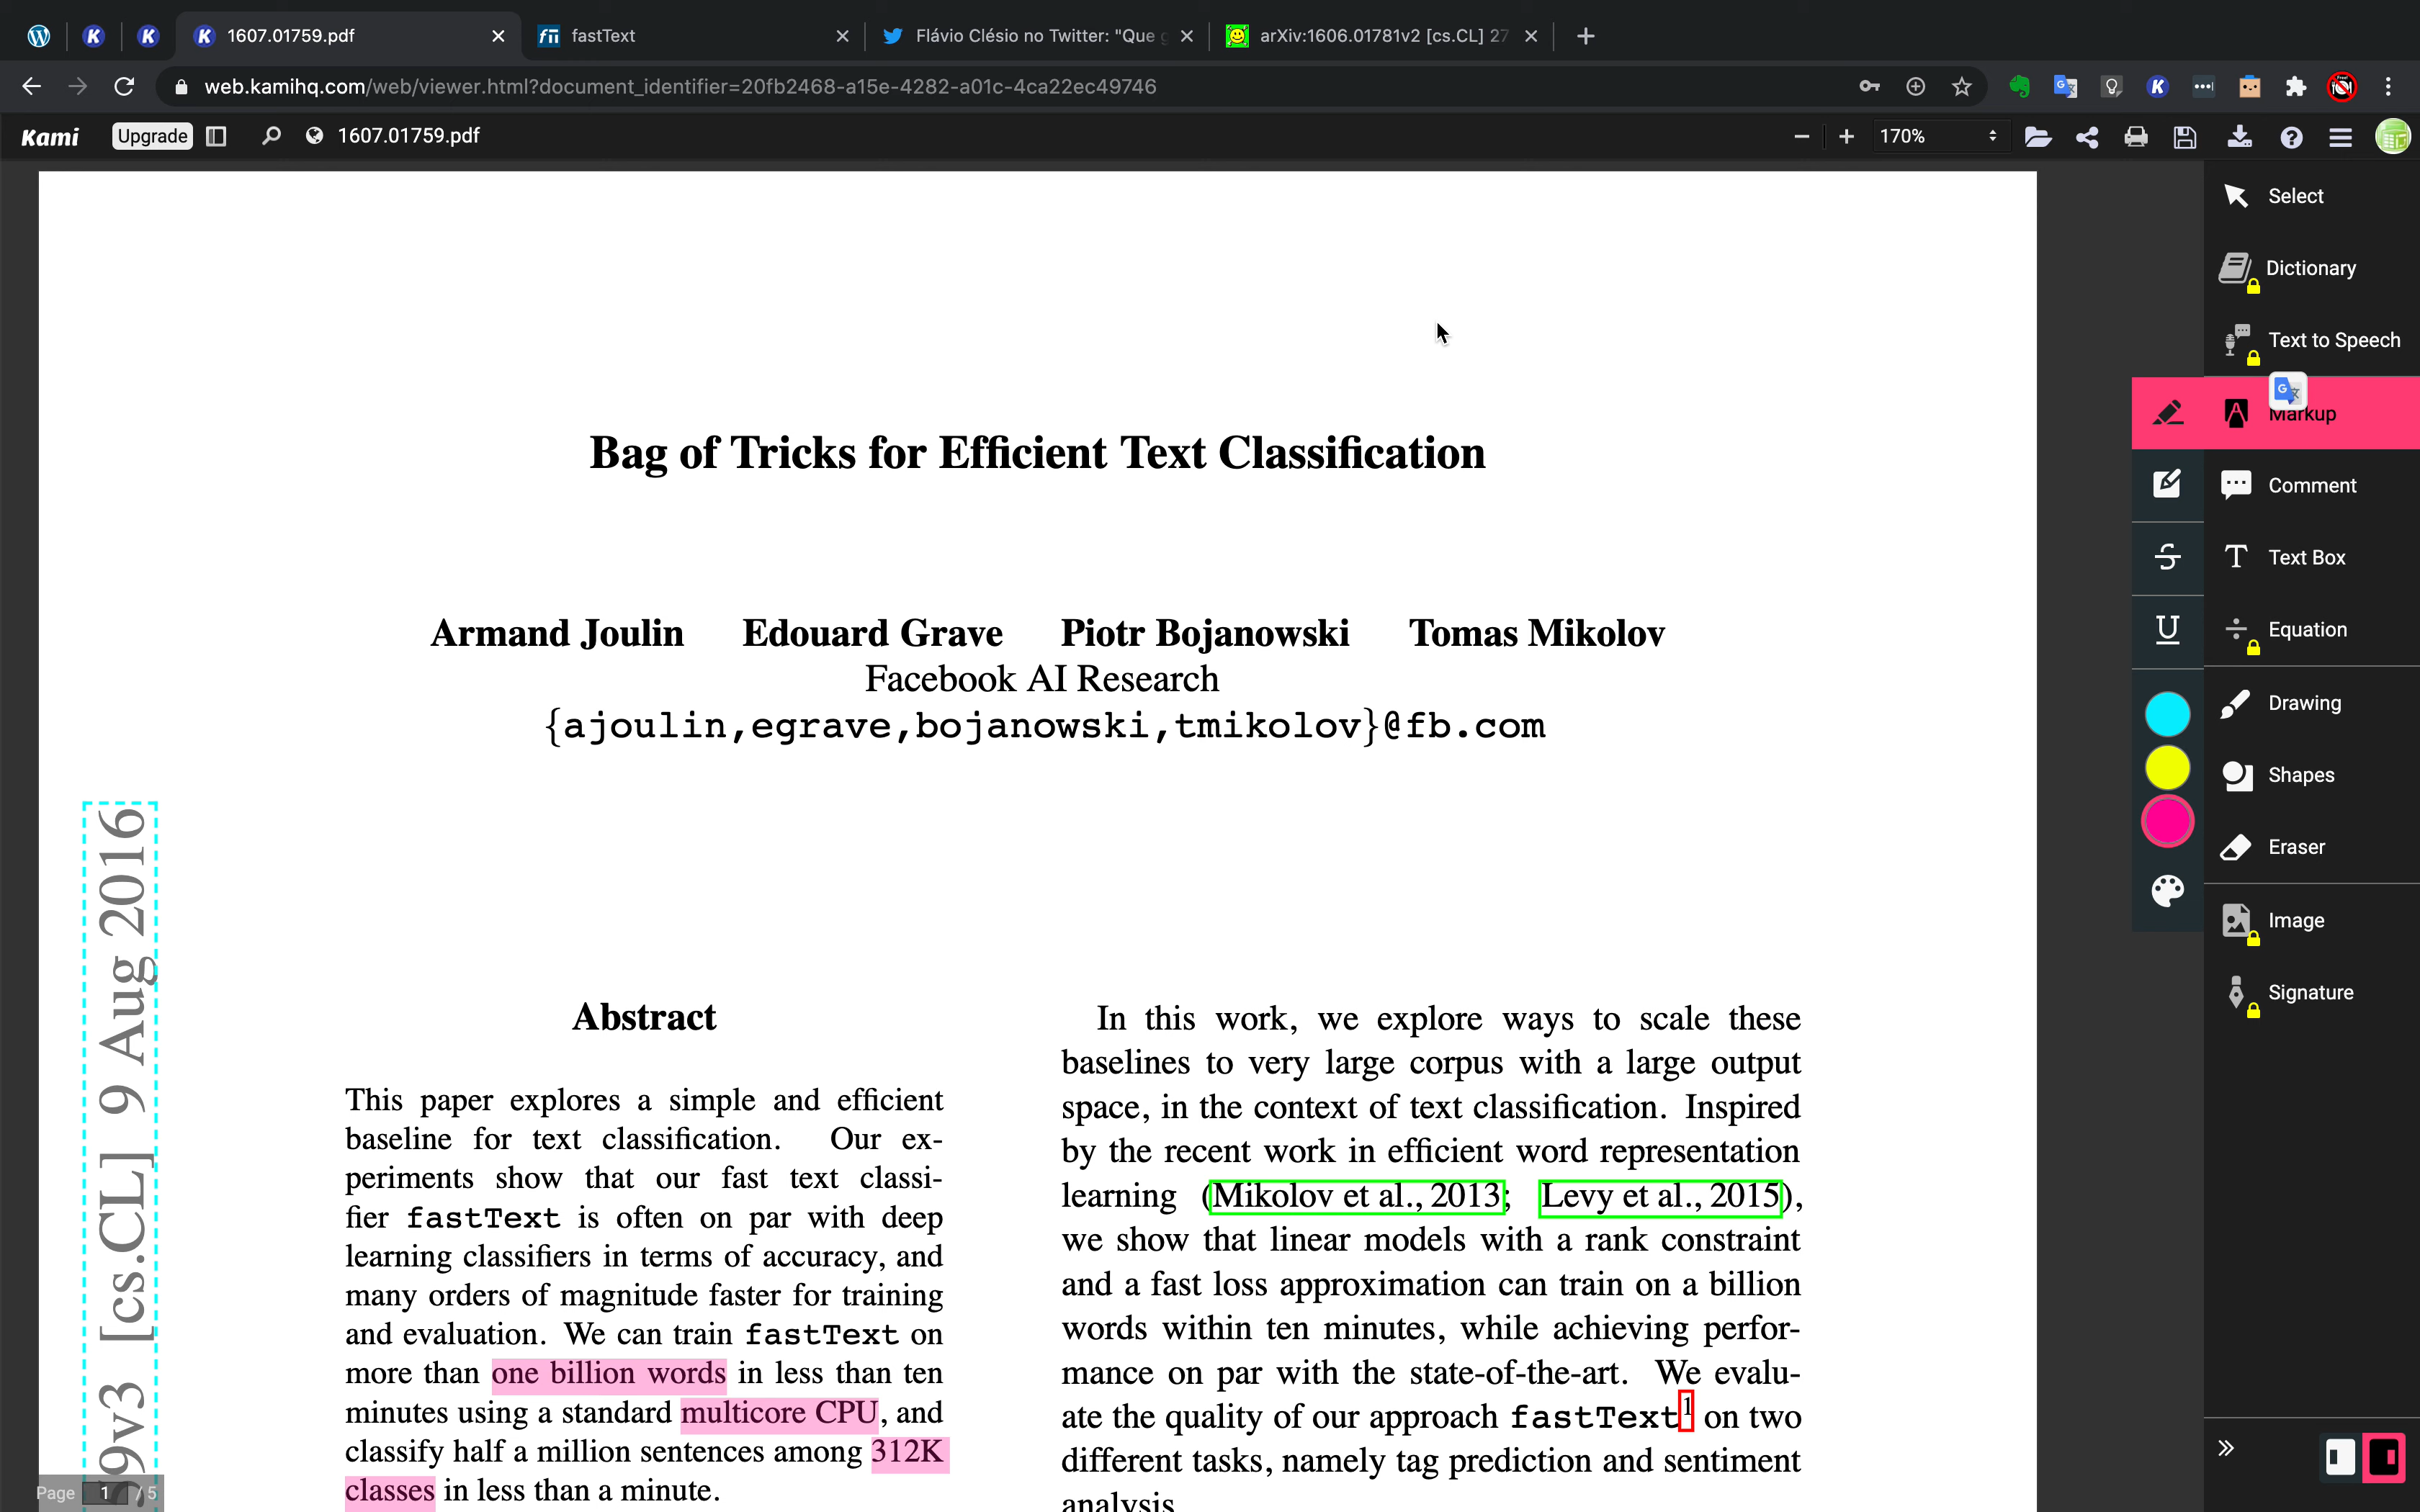 1607.01759.pdf
fastText
Flávio Clésio no Twitter: "Que g
arXiv:1606.01781v2 [cs.CL] 27
web.kamihq.com/web/viewer.html?document_identifier=20fb2468-a15e-4282-a01c-4ca22ec49746
Kami
Upgrade
1607.01759.pdf
170%
Select
Dictionary
Text to Speech
Markup
Comment
Text Box
Equation
Drawing
Shapes
Eraser
Image
Signature
Bag of Tricks for Efficient Text Classification
Armand Joulin Edouard Grave Piotr Bojanowski Tomas Mikolov
Facebook AI Research
{ajoulin,egrave,bojanowski,tmikolov}@fb.com
59v3 [cs.CL] 9 Aug 2016
Abstract
This paper explores a simple and efficient
baseline for text classification. Our ex-
periments show that our fast text classi-
fier fastText is often on par with deep
learning classifiers in terms of accuracy, and
many orders of magnitude faster for training
and evaluation. We can train fastText on
more than one billion words in less than ten
minutes using a standard multicore CPU, and
classify half a million sentences among 312K
classes in less than a minute.
In this work, we explore ways to scale these
baselines to very large corpus with a large output
space, in the context of text classification. Inspired
by the recent work in efficient word representation
learning (Mikolov et al., 2013; Levy et al., 2015),
we show that linear models with a rank constraint
and a fast loss approximation can train on a billion
words within ten minutes, while achieving perfor-
mance on par with the state-of-the-art. We evalu-
ate the quality of our approach fastText1 on two
different tasks, namely tag prediction and sentiment
analysis
Page 1 / 5